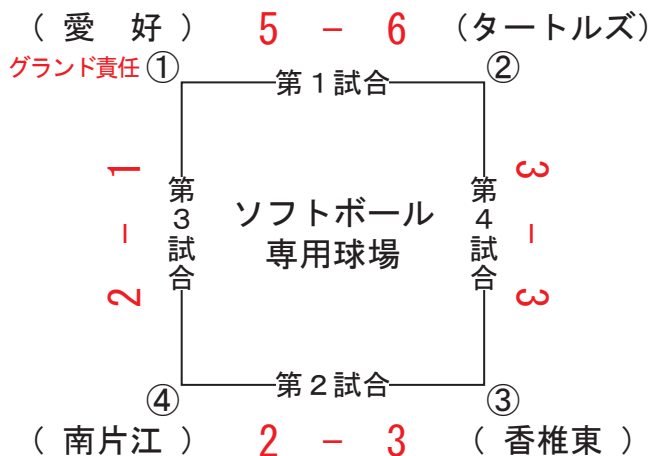 （ 愛　好 ） 5 − 6 （タートルズ）
グランド責任 ① ②
第１試合
1 − 2
第３試合
ソフトボール
専用球場
第４試合
3 − 3
第２試合
④ ③
（ 南片江 ） 2 − 3 （ 香椎東 ）